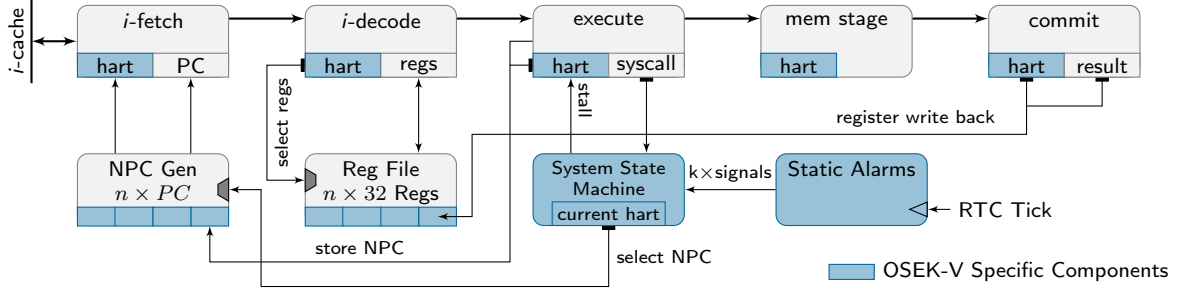 i-cache
i-fetch
hart
PC
i-decode
hart
regs
execute
hart
syscall
mem stage
hart
commit
hart
result
select regs
stall
register write back
NPC Gen
n × PC
Reg File
n × 32 Regs
System State
Machine
current hart
k×signals
Static Alarms
RTC Tick
store NPC
select NPC
OSEK-V Specific Components